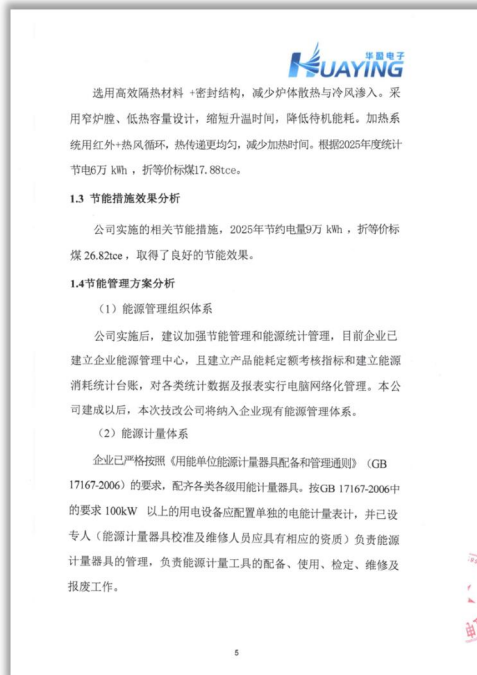 华盈电子
HUAYING
选用高效隔热材料 +密封结构，减少炉体散热与冷风渗入。采
用窄炉膛、低热容量设计，缩短升温时间，降低待机能耗。加热系
统用红外+热风循环，热传递更均匀，减少加热时间。根据2025年度统计
节电6万 kWh ，折等价标煤17.88tce。
1.3 节能措施效果分析
公司实施的相关节能措施，2025年节约电量9万 kWh ，折等价标
煤 26.82tce ，取得了良好的节能效果。
1.4节能管理方案分析
（1）能源管理组织体系
公司实施后，建议加强节能管理和能源统计管理，目前企业已
建立企业能源管理中心，且建立产品能耗定额考核指标和建立能源
消耗统计台账，对各类统计数据及报表实行电脑网络化管理。本公
司建成以后，本次技改公司将纳入企业现有能源管理体系。
（2）能源计量体系
企业已严格按照《用能单位能源计量器具配备和管理通则》（GB
17167-2006）的要求，配齐各类各级用能计量器具。按GB 17167-2006中
的要求 100kW 以上的用电设备应配置单独的电能计量表计，并已设
专人（能源计量器具校准及维修人员应具有相应的资质）负责能源
计量器具的管理，负责能源计量工具的配备、使用、检定、维修及
报废工作。
5